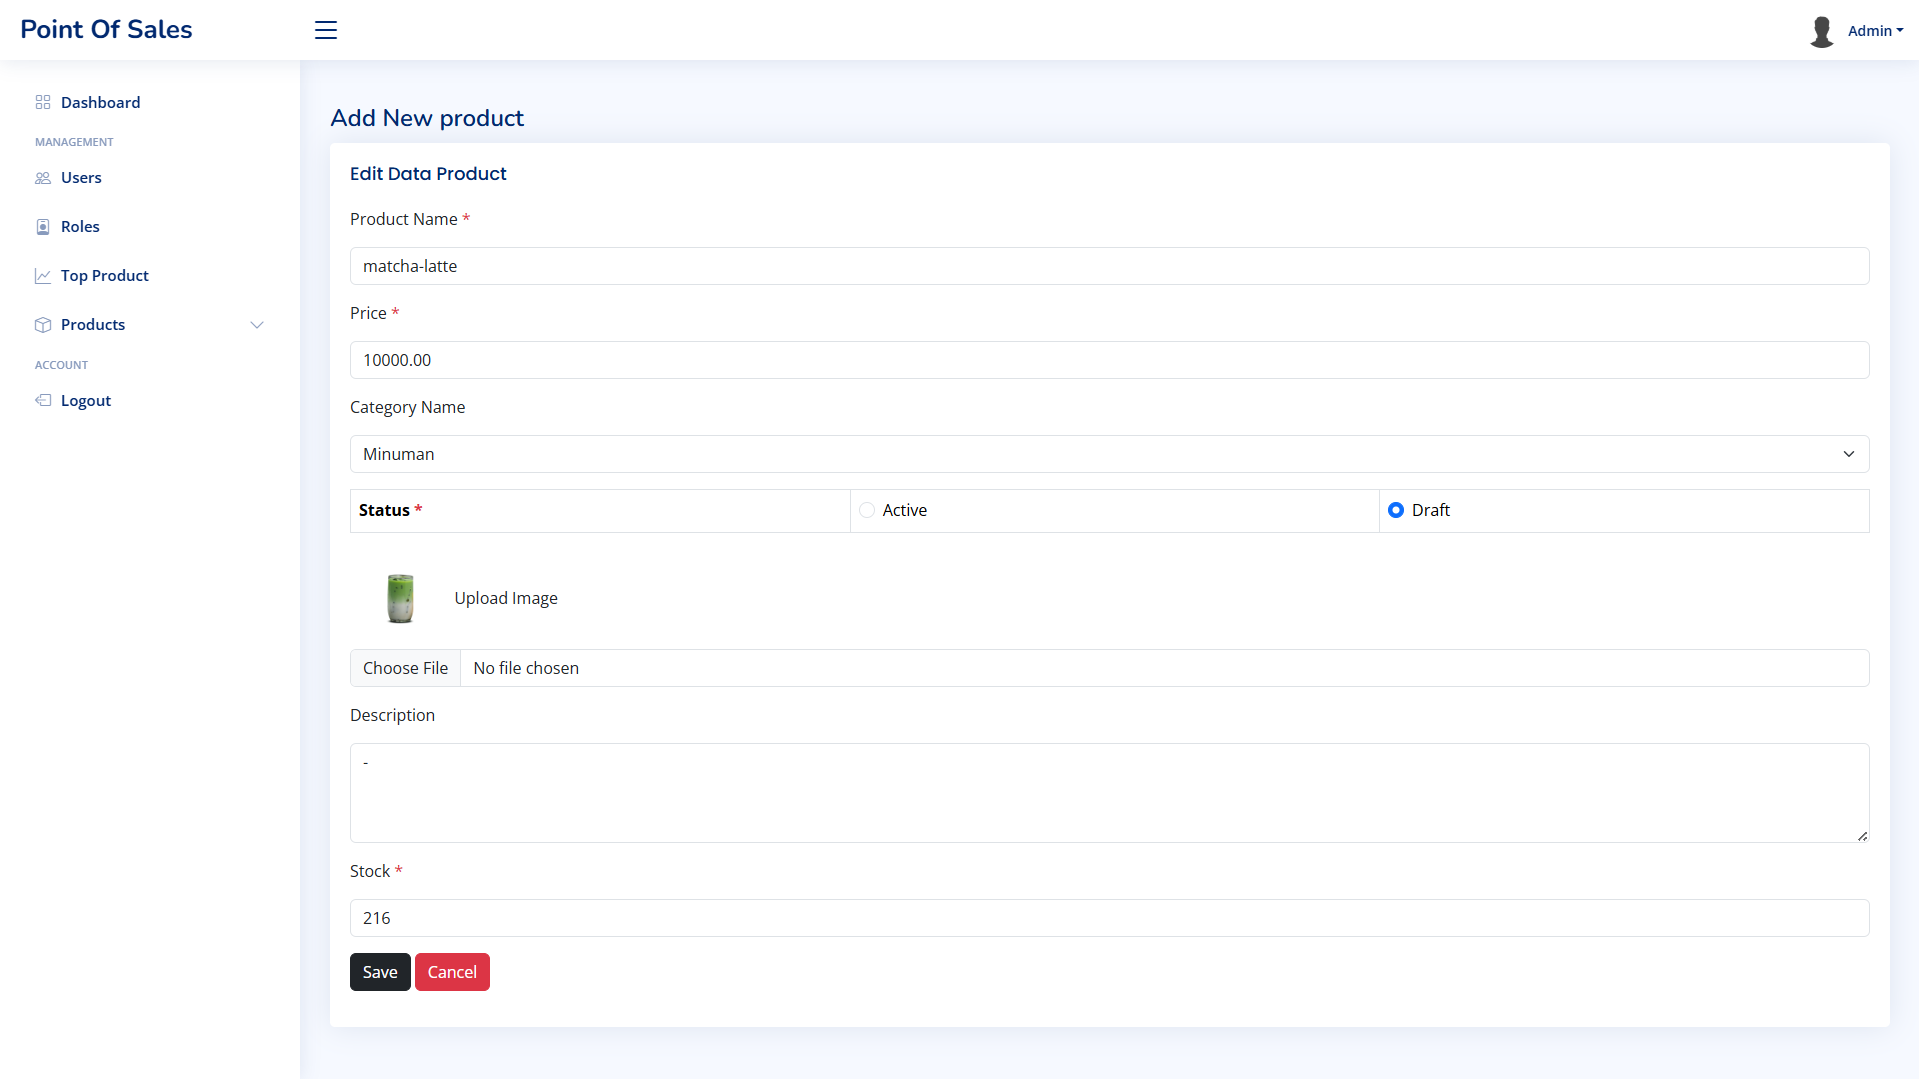 Point Of Sales
Admin
Dashboard
MANAGEMENT
Users
Roles
Top Product
Products
ACCOUNT
Logout
Add New product
Edit Data Product
Product Name *
matcha-latte
Price *
10000.00
Category Name
Minuman
Status * Active Draft
Upload Image
Choose File No file chosen
Description
-
Stock *
216
Save Cancel